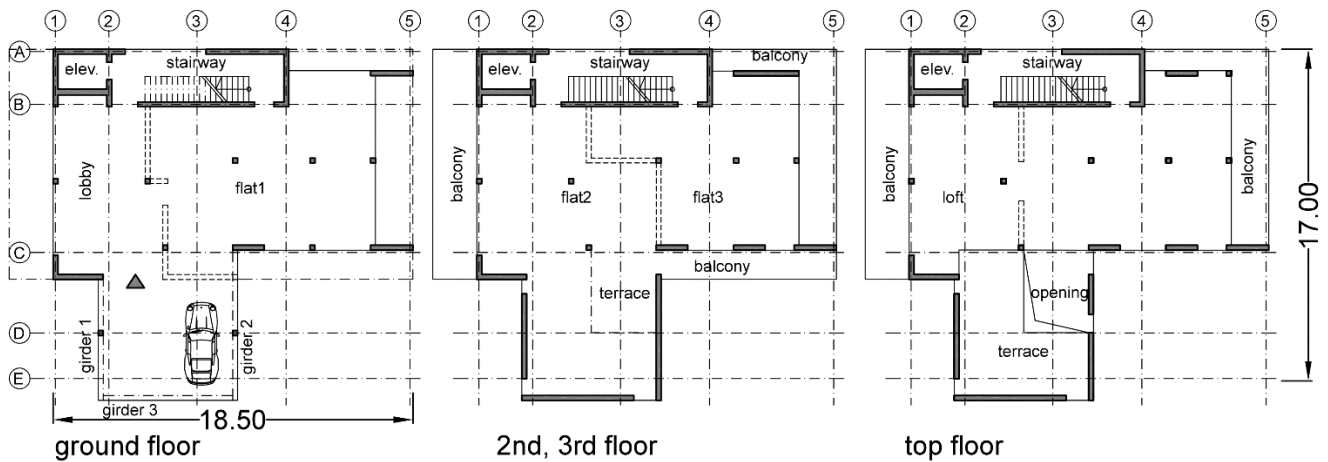 1 2 3 4 5
1 2 3 4 5
1 2 3 4 5
A
B
C
D
E
elev.
stairway
lobby
flat1
girder 1
girder 2
girder 3
18.50
ground floor
elev.
stairway
balcony
balcony
flat2
flat3
balcony
terrace
2nd, 3rd floor
elev.
stairway
balcony
loft
balcony
opening
terrace
17.00
top floor